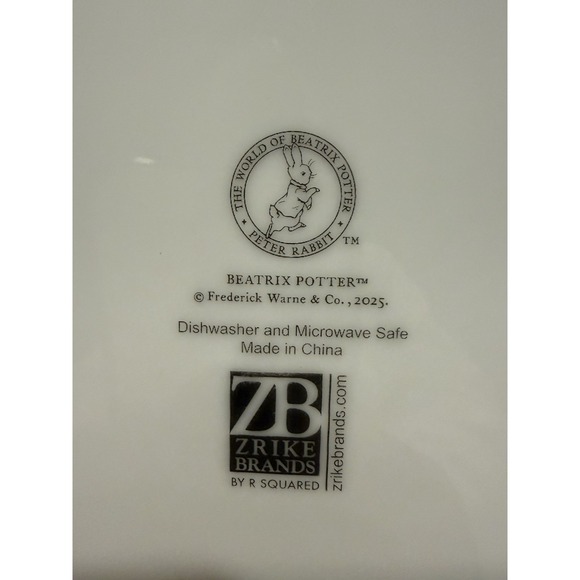 THE WORLD OF BEATRIX POTTER
PETER RABBIT
TM
BEATRIX POTTER™
© Frederick Warne & Co., 2025.
Dishwasher and Microwave Safe
Made in China
ZB
ZRIKE
BRANDS
BY R SQUARED
zrikebrands.com